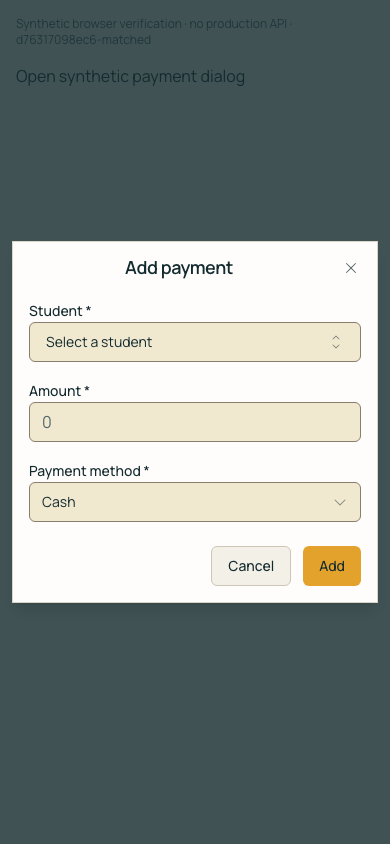 Synthetic browser verification · no production API ·
d76317098ec6-matched
Open synthetic payment dialog
Add payment
Student *
Select a student
Amount *
0
Payment method *
Cash
Cancel
Add